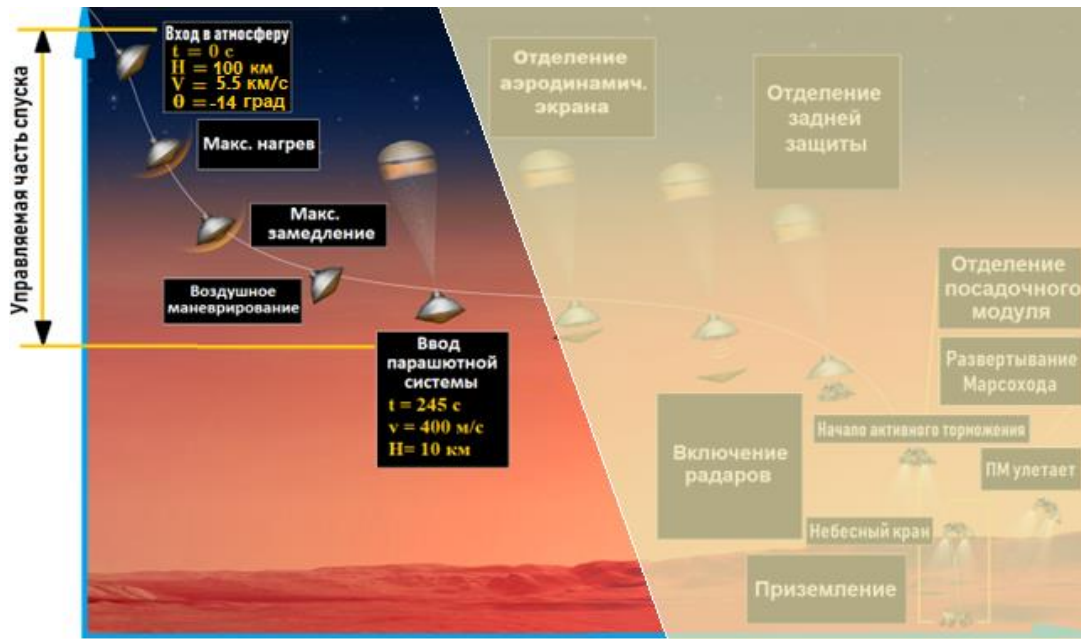 Управляемая часть спуска
Вход в атмосферу
t = 0 с
H = 100 км
V = 5.5 км/с
θ = -14 град
Макс. нагрев
Макс.
замедление
Воздушное
маневрирование
Ввод
парашютной
системы
t = 245 с
v = 400 м/с
H= 10 км
Отделение
аэродинамич.
экрана
Отделение
задней
защиты
Отделение
посадочного
модуля
Развертывание
Марсохода
Начало активного торможения
Включение
радаров
ПМ улетает
Небесный кран
Приземление